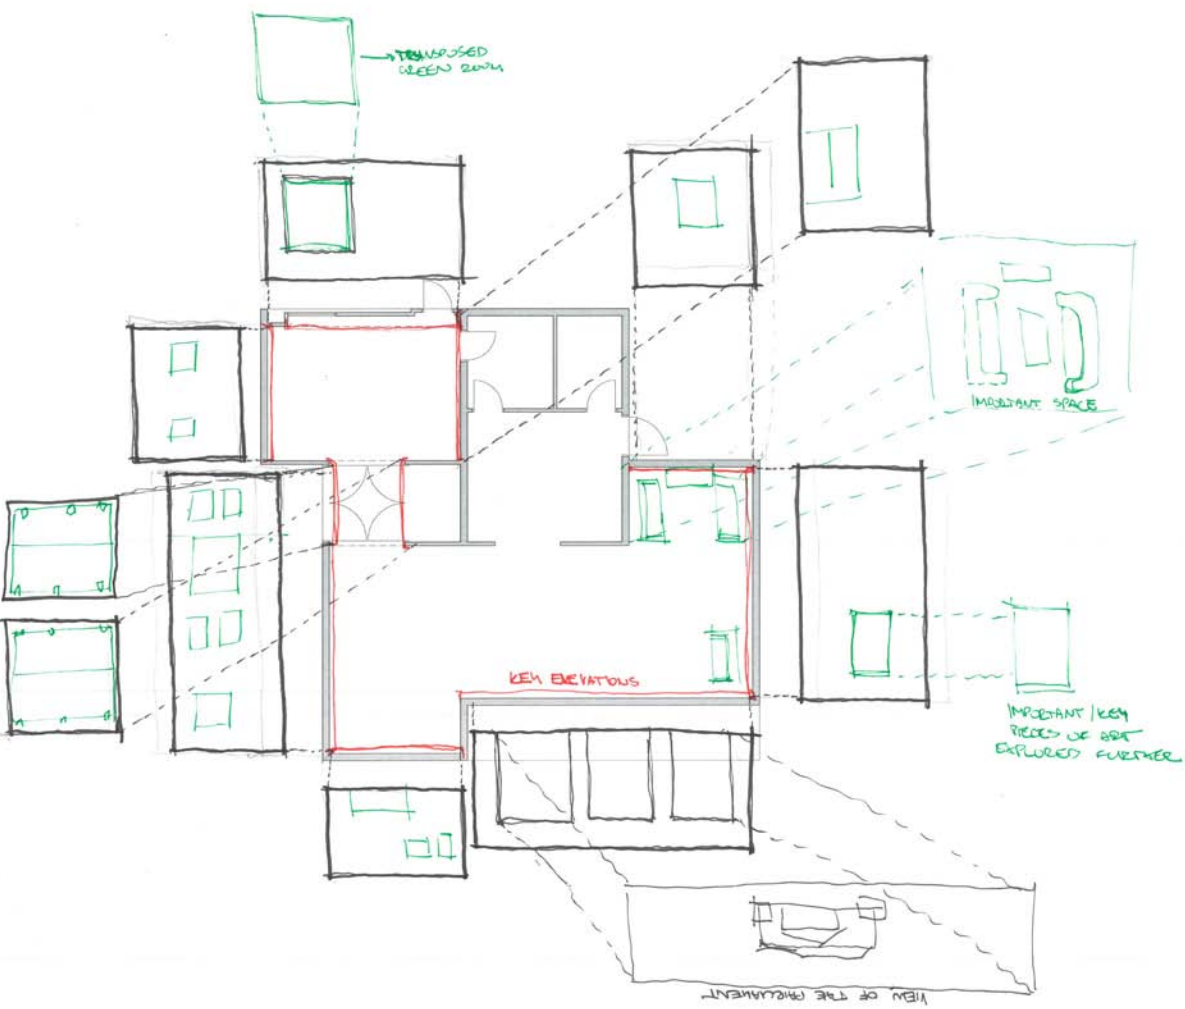 TRANSPOSED
GREEN ROOM
IMPORTANT SPACE
KEY ELEVATIONS
IMPORTANT / KEY
PIECES OF ART
EXPLORED FURTHER
VIEW OF THE PARLIAMENT